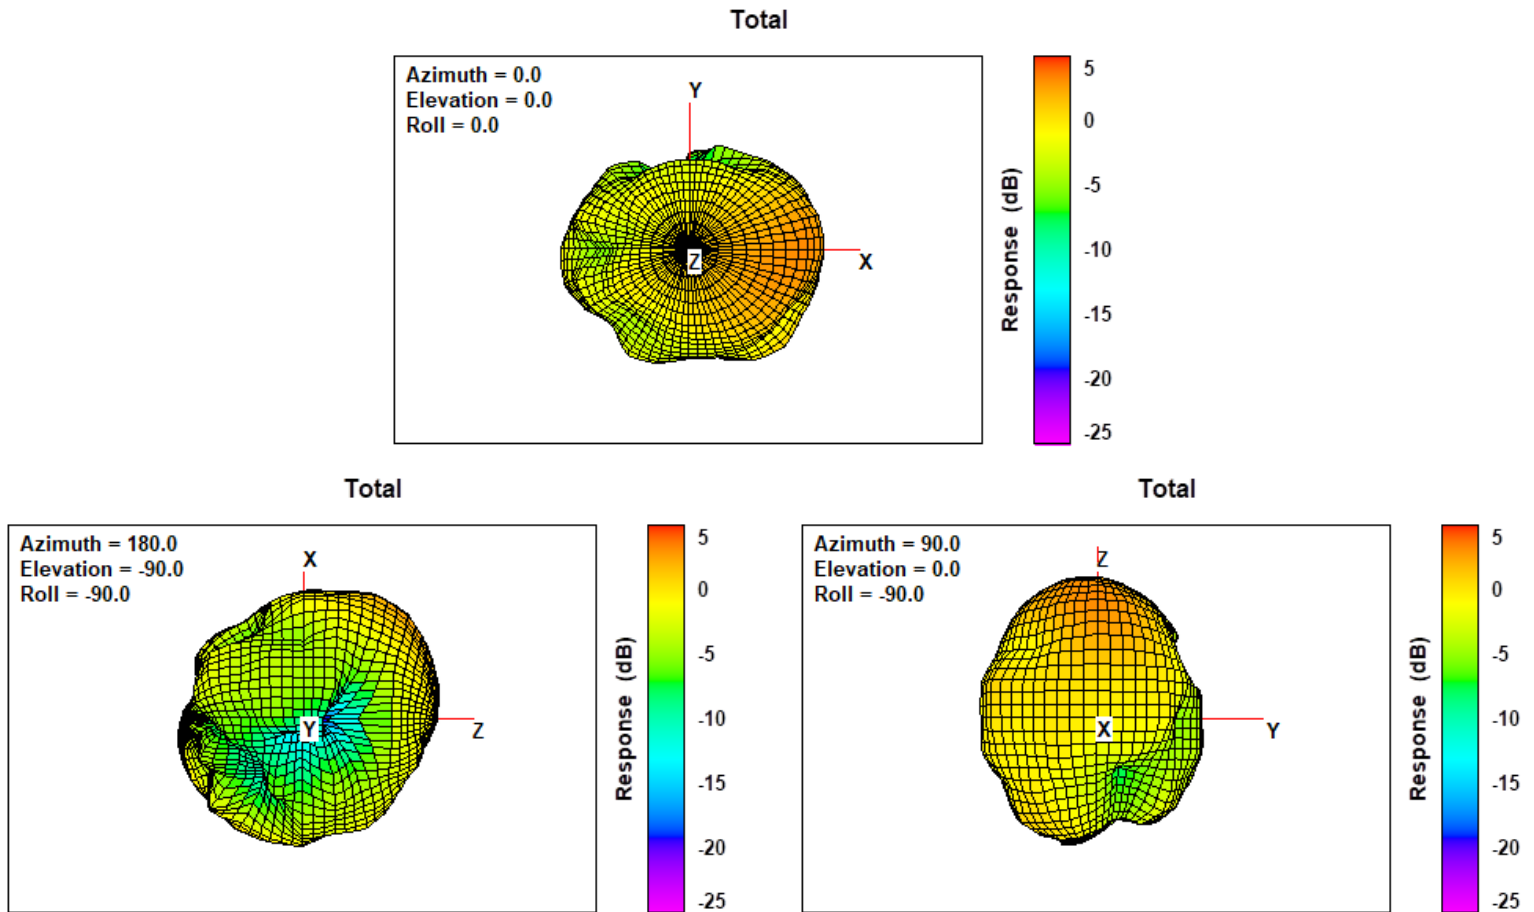 Total
Azimuth = 0.0
Elevation = 0.0
Roll = 0.0
Y
Z
X
Response (dB)
5
0
-5
-10
-15
-20
-25
Total
Azimuth = 180.0
Elevation = -90.0
Roll = -90.0
X
Y
Z
Response (dB)
5
0
-5
-10
-15
-20
-25
Total
Azimuth = 90.0
Elevation = 0.0
Roll = -90.0
Z
X
Y
Response (dB)
5
0
-5
-10
-15
-20
-25